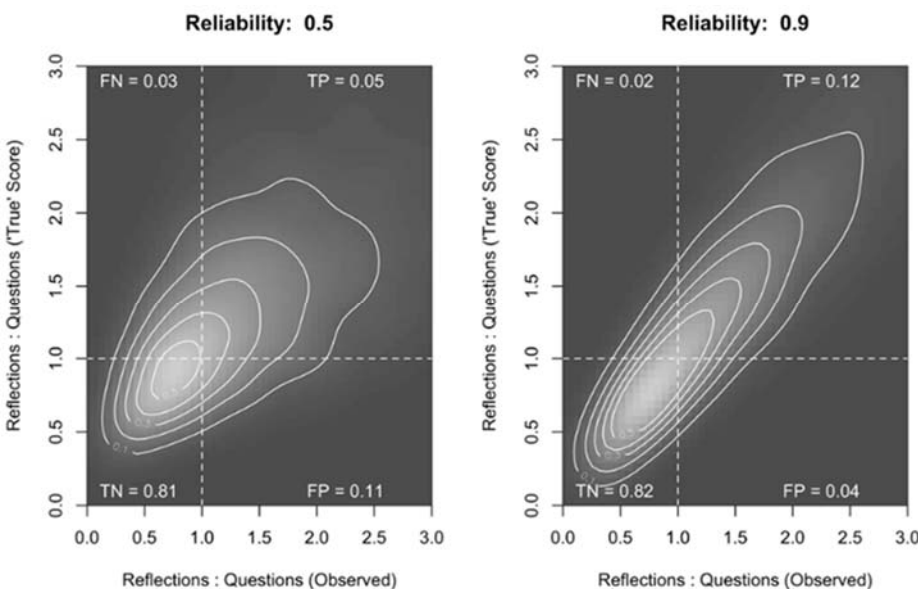 Reliability: 0.5
FN = 0.03
TP = 0.05
TN = 0.81
FP = 0.11
0.1
Reflections : Questions ('True' Score)
0.0
0.5
1.0
1.5
2.0
2.5
3.0
0.0 0.5 1.0 1.5 2.0 2.5 3.0
Reflections : Questions (Observed)
Reliability: 0.9
FN = 0.02
TP = 0.12
TN = 0.82
FP = 0.04
0.1
Reflections : Questions ('True' Score)
0.0
0.5
1.0
1.5
2.0
2.5
3.0
0.0 0.5 1.0 1.5 2.0 2.5 3.0
Reflections : Questions (Observed)